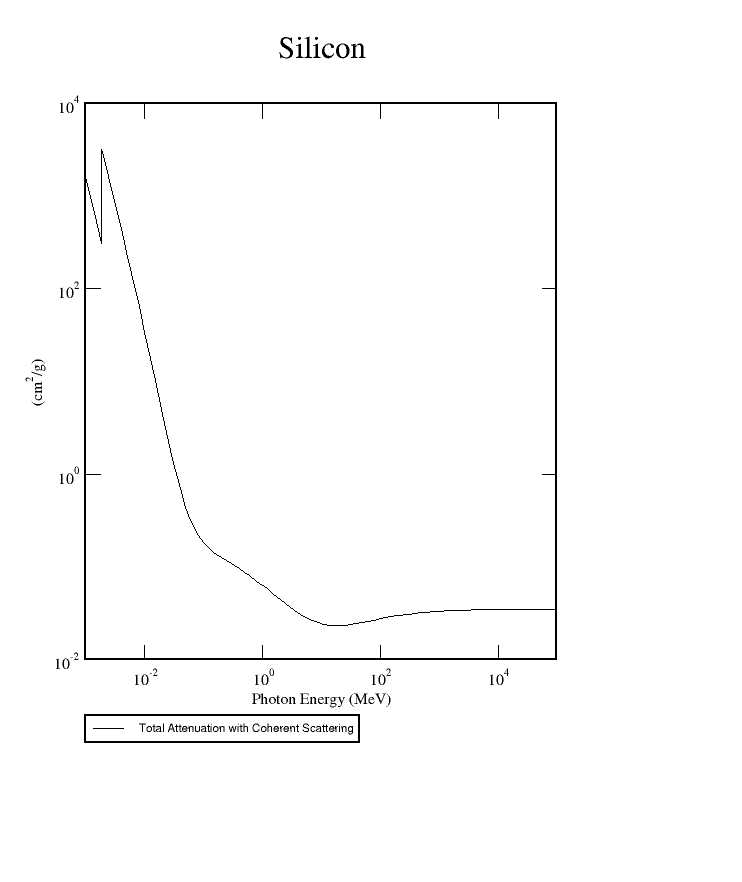 Silicon
10^4
10^2
(cm^2/g)
10^0
10^-2
10^-2 10^0 10^2 10^4
Photon Energy (MeV)
Total Attenuation with Coherent Scattering